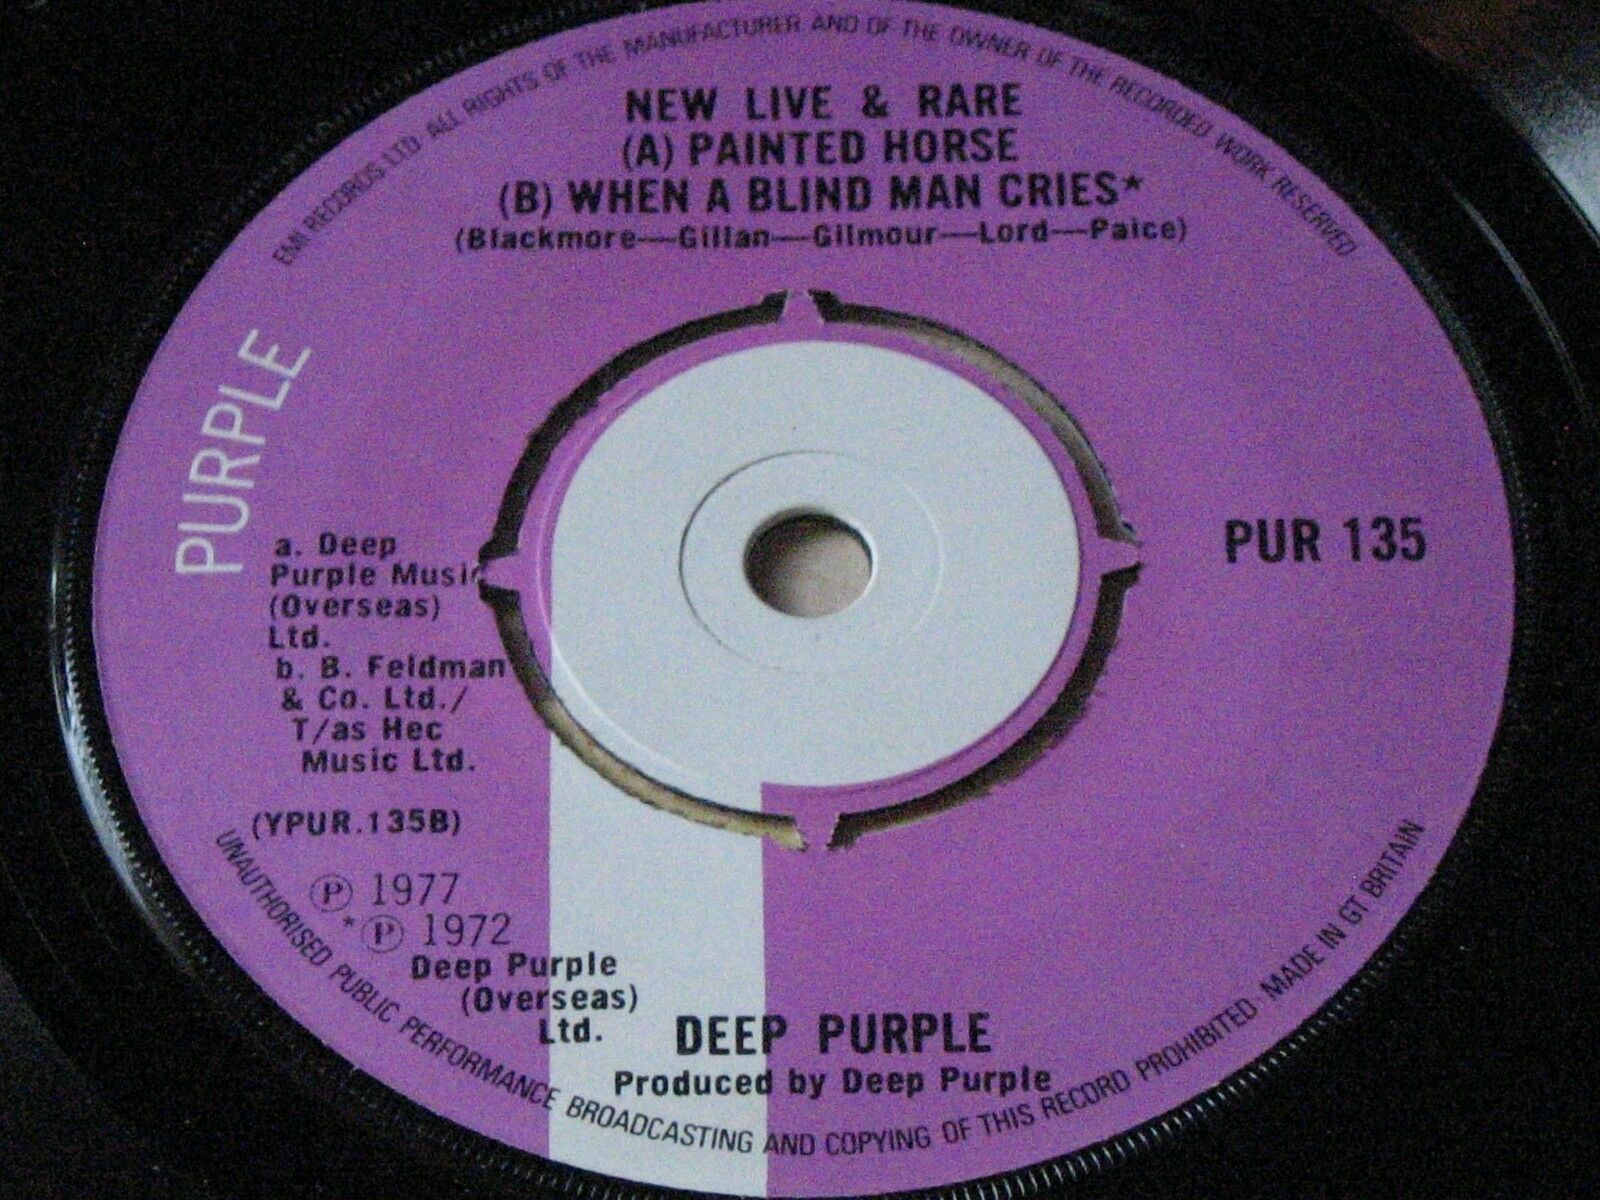 EMI RECORDS LTD. ALL RIGHTS OF THE MANUFACTURER AND OF THE OWNER OF THE RECORDED WORK RESERVED
NEW LIVE & RARE
(A) PAINTED HORSE
(B) WHEN A BLIND MAN CRIES*
(Blackmore—Gillan—Gilmour—Lord—Paice)
PURPLE
PUR 135
a. Deep
Purple Music
(Overseas)
Ltd.
b. B. Feldman
& Co. Ltd./
T/as Hec
Music Ltd.
(YPUR.135B)
℗ 1977
*℗ 1972
Deep Purple
(Overseas)
Ltd.
DEEP PURPLE
Produced by Deep Purple
UNAUTHORISED PUBLIC PERFORMANCE BROADCASTING AND COPYING OF THIS RECORD PROHIBITED MADE IN GT BRITAIN